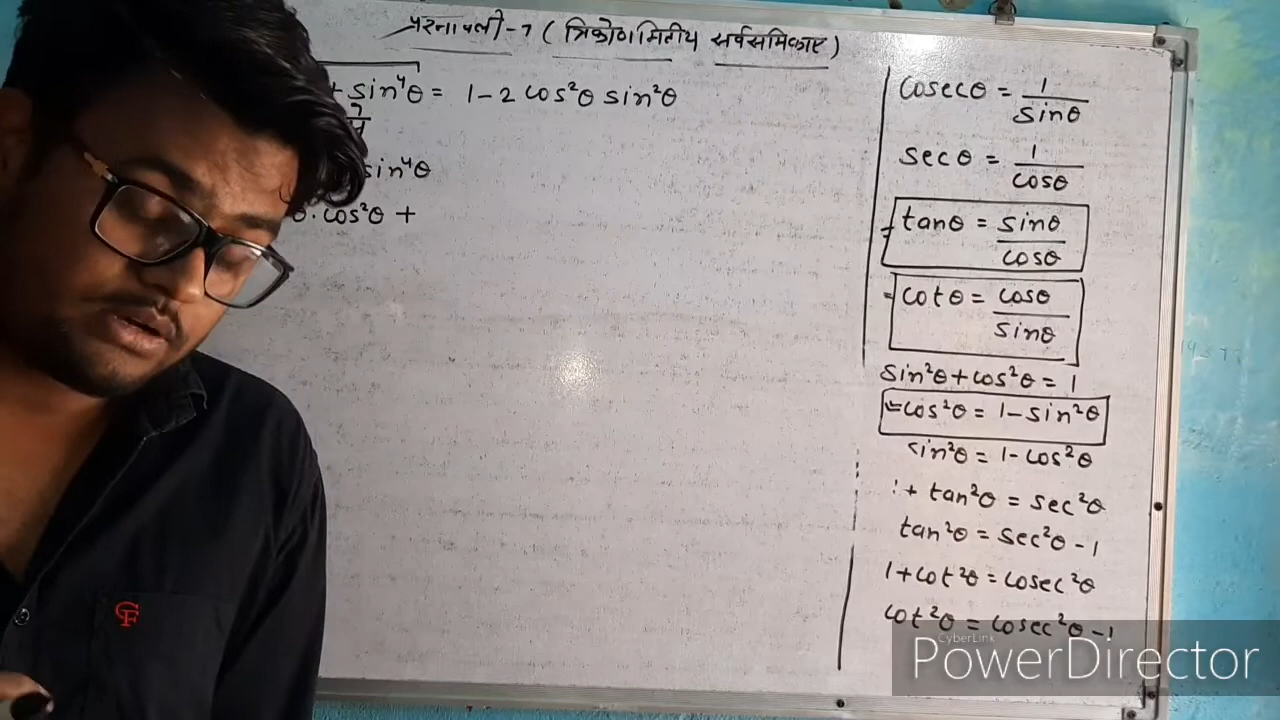 प्रश्नावली-7 (त्रिकोणमितीय सर्वसमिकाए)
+ sin⁴θ = 1-2 cos²θ sin²θ
sin⁴θ
θ. cos²θ +
cosecθ = 1/sinθ
secθ = 1/cosθ
= tanθ = sinθ/cosθ
= cotθ = cosθ/sinθ
sin²θ+cos²θ = 1
cos²θ = 1-sin²θ
sin²θ = 1-cos²θ
+ tan²θ = sec²θ
tan²θ = sec²θ -1
1+cot²θ = cosec²θ
cot²θ = cosec²θ -1
CyberLink
PowerDirector
CF